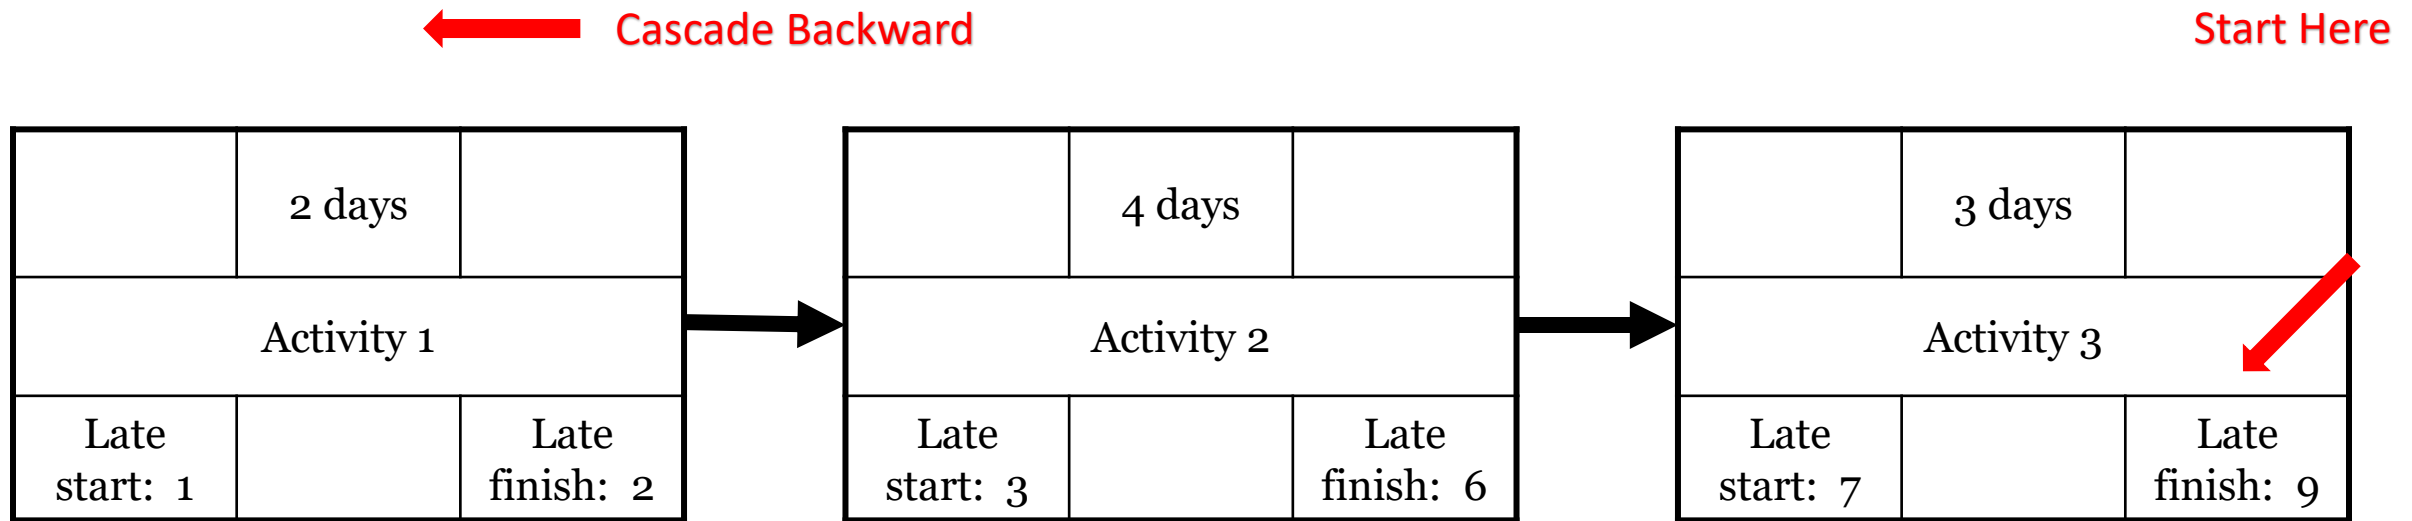 Cascade Backward
Start Here
2 days
4 days
3 days
Activity 1
Activity 2
Activity 3
Late
start: 1
Late
finish: 2
Late
start: 3
Late
finish: 6
Late
start: 7
Late
finish: 9